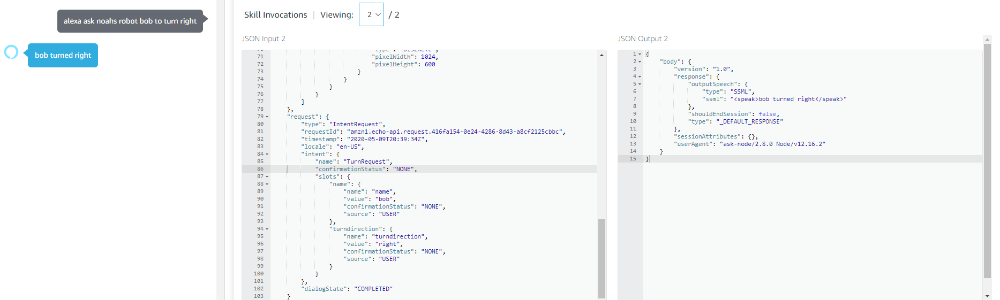 alexa ask noahs robot bob to turn right
bob turned right
Skill Invocations | Viewing: 2 / 2
JSON Input 2
71 "pixelWidth": 1024,
72 "pixelHeight": 600
73 }
74 }
75 }
76 }
77 ]
78 },
79 "request": {
80 "type": "IntentRequest",
81 "requestId": "amzn1.echo-api.request.416fa154-0e24-4286-8d43-a8cf2125cbbc",
82 "timestamp": "2020-05-09T20:39:34Z",
83 "locale": "en-US",
84 "intent": {
85 "name": "TurnRequest",
86 "confirmationStatus": "NONE",
87 "slots": {
88 "name": {
89 "name": "name",
90 "value": "bob",
91 "confirmationStatus": "NONE",
92 "source": "USER"
93 },
94 "turndirection": {
95 "name": "turndirection",
96 "value": "right",
97 "confirmationStatus": "NONE",
98 "source": "USER"
99 }
100 }
101 },
102 "dialogState": "COMPLETED"
103 }
JSON Output 2
1 {
2 "body": {
3 "version": "1.0",
4 "response": {
5 "outputSpeech": {
6 "type": "SSML",
7 "ssml": "<speak>bob turned right</speak>"
8 },
9 "shouldEndSession": false,
10 "type": "_DEFAULT_RESPONSE"
11 },
12 "sessionAttributes": {},
13 "userAgent": "ask-node/2.8.0 Node/v12.16.2"
14 }
15 }